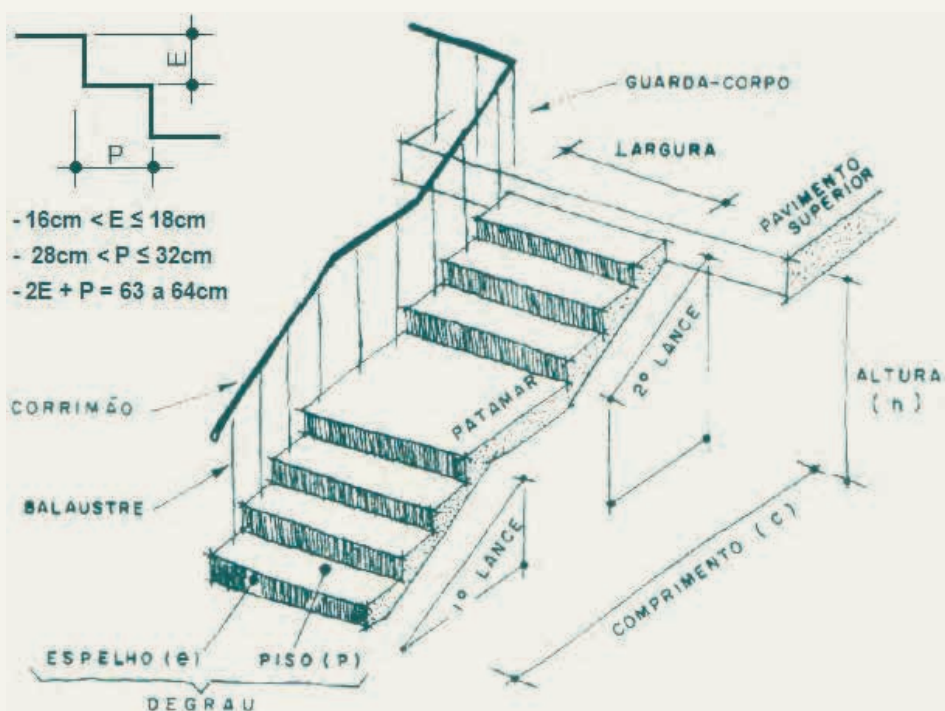 E
P
- 16cm < E ≤ 18cm
- 28cm < P ≤ 32cm
- 2E + P = 63 a 64cm
GUARDA-CORPO
LARGURA
PAVIMENTO
SUPERIOR
CORRIMÃO
BALAUSTRE
PATAMAR
2º LANCE
ALTURA
(h)
1º LANCE
COMPRIMENTO (C)
ESPELHO (e)
PISO (P)
DEGRAU